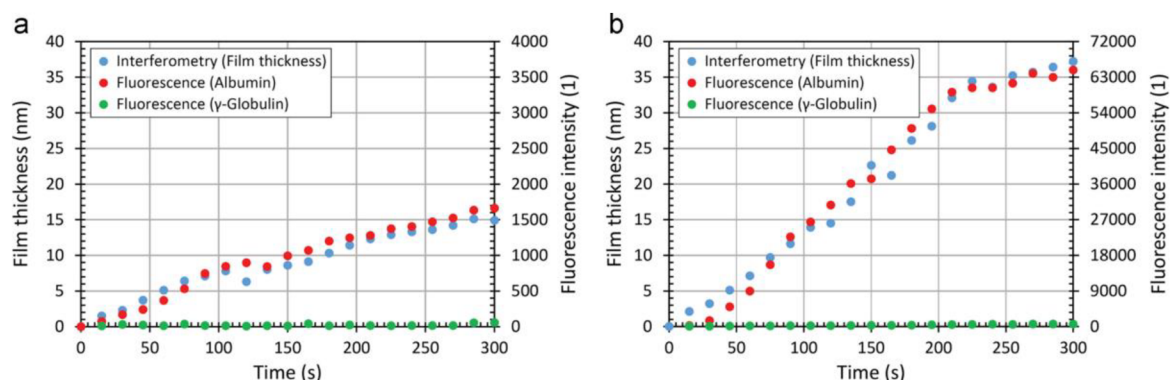 a
40
35
30
25
20
15
10
5
0
Film thickness (nm)
Interferometry (Film thickness)
Fluorescence (Albumin)
Fluorescence (γ-Globulin)
4000
3500
3000
2500
2000
1500
1000
500
0
Fluorescence intensity (1)
0 50 100 150 200 250 300
Time (s)
b
40
35
30
25
20
15
10
5
0
Film thickness (nm)
Interferometry (Film thickness)
Fluorescence (Albumin)
Fluorescence (γ-Globulin)
72000
63000
54000
45000
36000
27000
18000
9000
0
Fluorescence intensity (1)
0 50 100 150 200 250 300
Time (s)